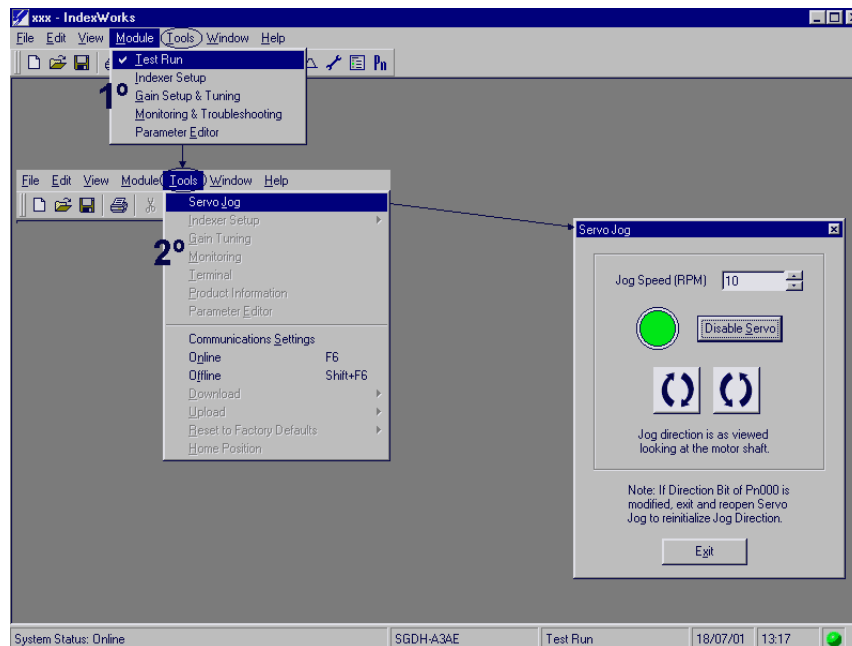 xxx - IndexWorks
File Edit View Module Tools Window Help
Pn
Test Run
Indexer Setup
Gain Setup & Tuning
Monitoring & Troubleshooting
Parameter Editor
1º
File Edit View Module Tools Window Help
Servo Jog
Indexer Setup
Gain Tuning
Monitoring
Terminal
Product Information
Parameter Editor
2º
Communications Settings
Online F6
Offline Shift+F6
Download
Upload
Reset to Factory Defaults
Home Position
Servo Jog
Jog Speed (RPM) 10
Disable Servo
Jog direction is as viewed
looking at the motor shaft.
Note: If Direction Bit of Pn000 is
modified, exit and reopen Servo
Jog to reinitialize Jog Direction.
Exit
System Status: Online SGDH-A3AE Test Run 18/07/01 13:17